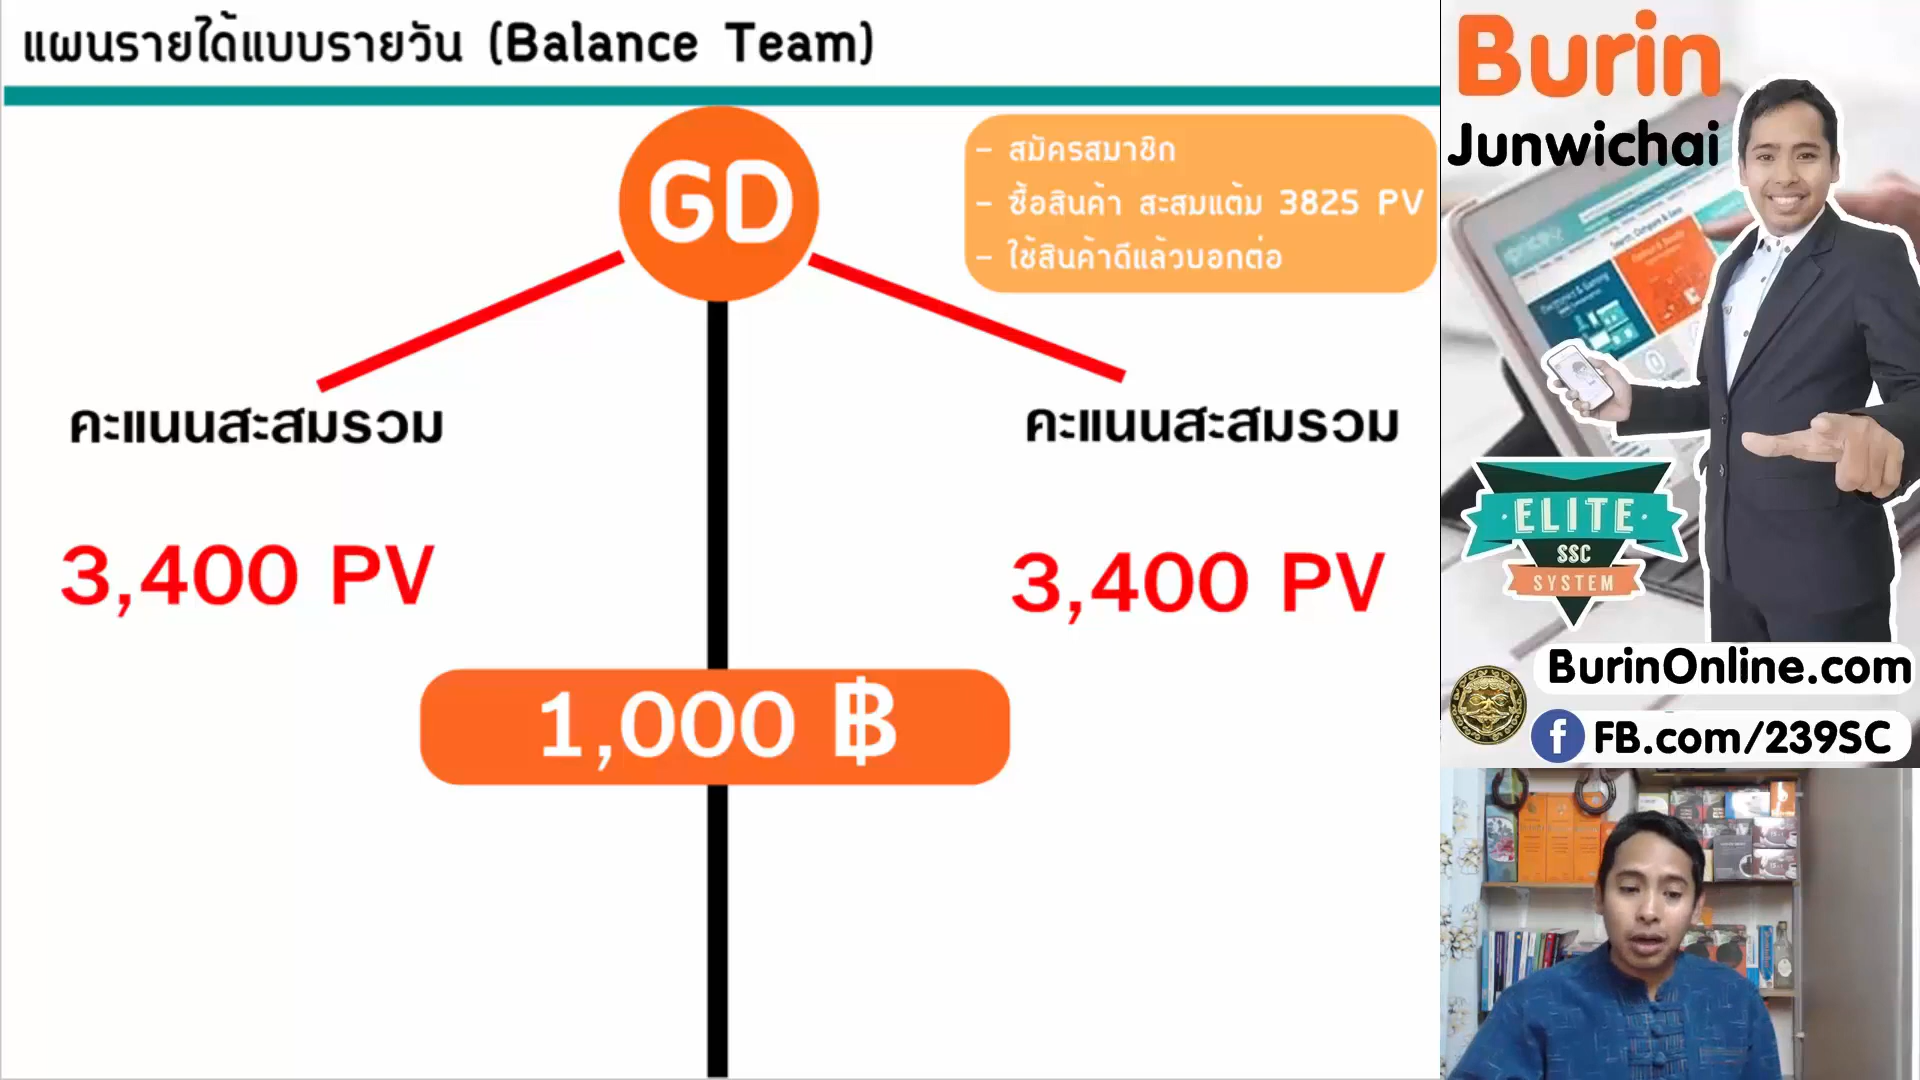 แผนรายได้แบบรายวัน (Balance Team)
GD
- สมัครสมาชิก
- ซื้อสินค้า สะสมแต้ม 3825 PV
- ใช้สินค้าดีแล้วบอกต่อ
คะแนนสะสมรวม
คะแนนสะสมรวม
3,400 PV
3,400 PV
1,000 ฿
Burin
Junwichai
ELITE
SSC
SYSTEM
BurinOnline.com
f FB.com/239SC